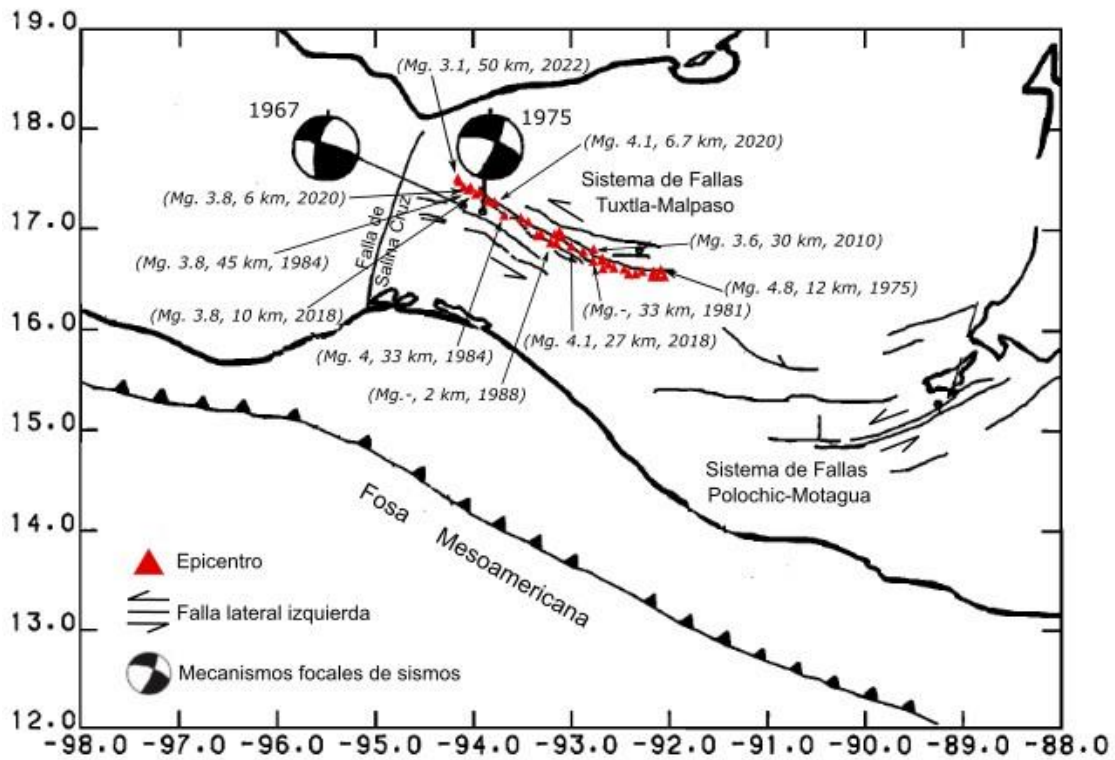 19.0
18.0
17.0
16.0
15.0
14.0
13.0
12.0
(Mg. 3.1, 50 km, 2022)
1967
1975
(Mg. 4.1, 6.7 km, 2020)
(Mg. 3.8, 6 km, 2020)
Sistema de Fallas
Tuxtla-Malpaso
Falla de
Salina Cruz
(Mg. 3.6, 30 km, 2010)
(Mg. 3.8, 45 km, 1984)
(Mg. 4.8, 12 km, 1975)
(Mg.-, 33 km, 1981)
(Mg. 3.8, 10 km, 2018)
(Mg. 4.1, 27 km, 2018)
(Mg. 4, 33 km, 1984)
(Mg.-, 2 km, 1988)
Sistema de Fallas
Polochic-Motagua
Fosa Mesoamericana
Epicentro
Falla lateral izquierda
Mecanismos focales de sismos
-98.0 -97.0 -96.0 -95.0 -94.0 -93.0 -92.0 -91.0 -90.0 -89.0 -88.0